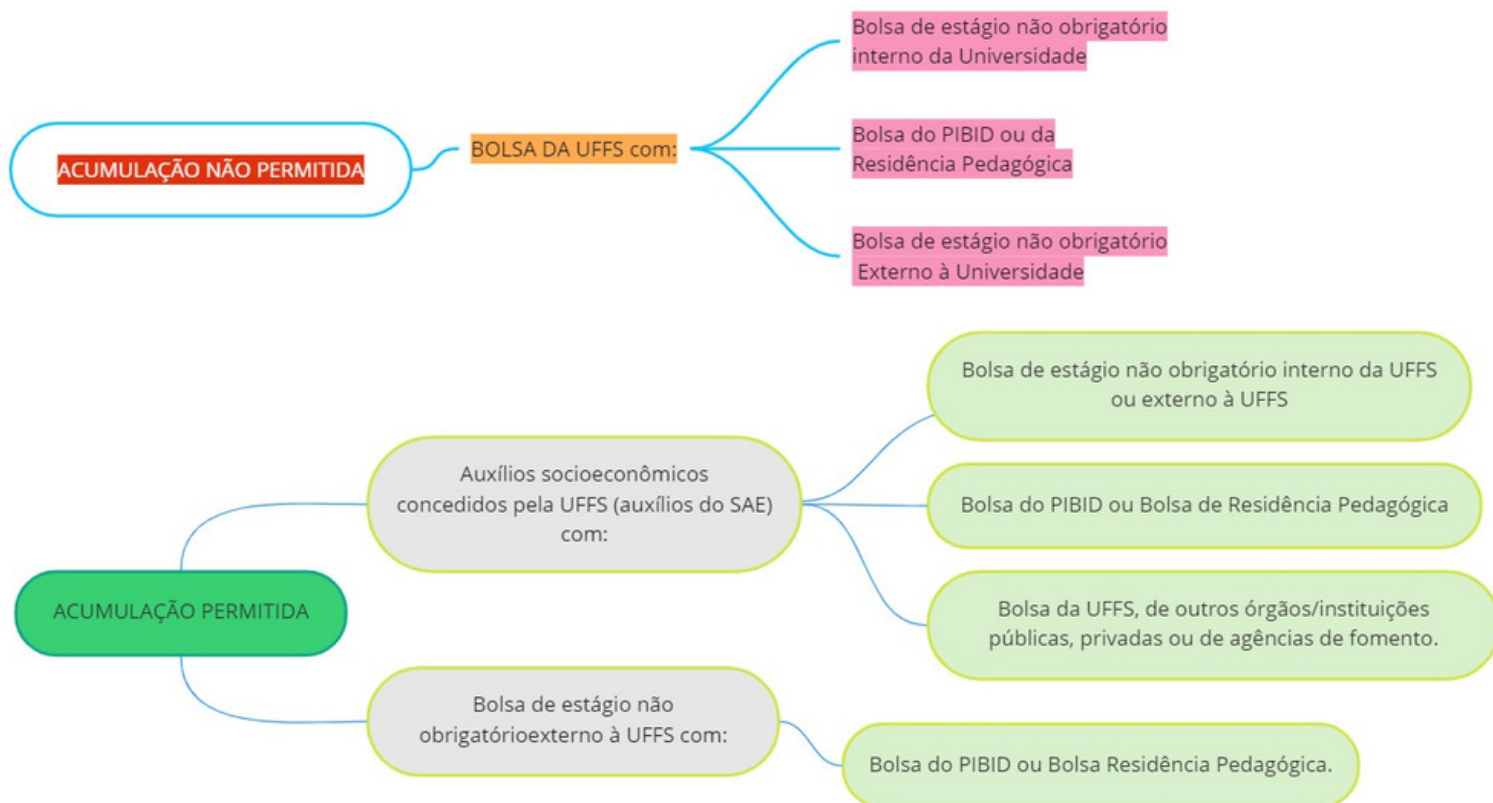 Bolsa de estágio não obrigatório
interno da Universidade
ACUMULAÇÃO NÃO PERMITIDA
BOLSA DA UFFS com:
Bolsa do PIBID ou da
Residência Pedagógica
Bolsa de estágio não obrigatório
Externo à Universidade
ACUMULAÇÃO PERMITIDA
Auxílios socioeconômicos
concedidos pela UFFS (auxílios do SAE)
com:
Bolsa de estágio não obrigatório interno da UFFS
ou externo à UFFS
Bolsa do PIBID ou Bolsa de Residência Pedagógica
Bolsa da UFFS, de outros órgãos/instituições
públicas, privadas ou de agências de fomento.
Bolsa de estágio não
obrigatórioexterno à UFFS com:
Bolsa do PIBID ou Bolsa Residência Pedagógica.